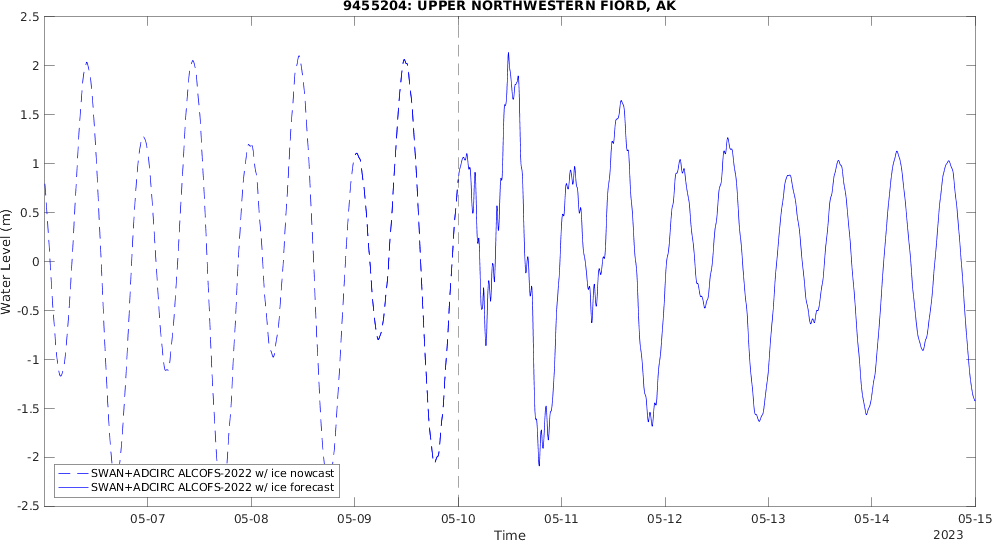 9455204: UPPER NORTHWESTERN FIORD, AK
Water Level (m)
2.5
2
1.5
1
0.5
0
-0.5
-1
-1.5
-2
-2.5
SWAN+ADCIRC ALCOFS-2022 w/ ice nowcast
SWAN+ADCIRC ALCOFS-2022 w/ ice forecast
05-07 05-08 05-09 05-10 05-11 05-12 05-13 05-14 05-15
Time
2023